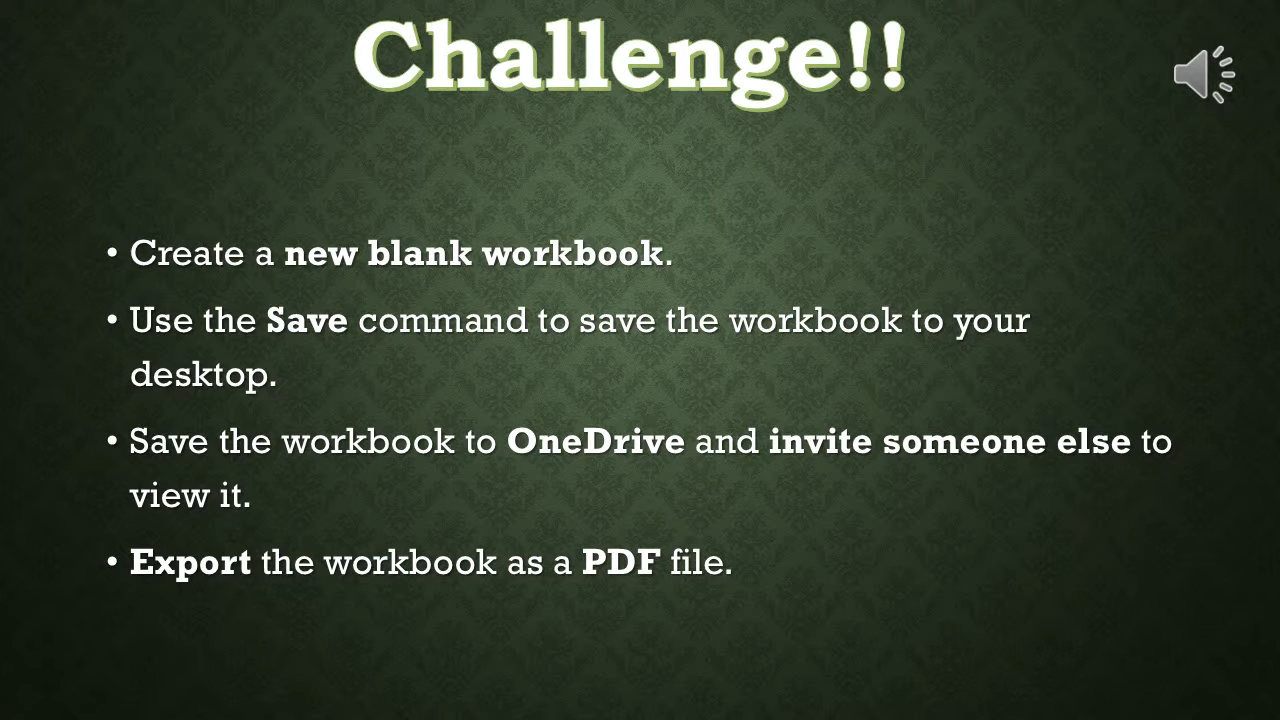 Challenge!!
• Create a new blank workbook.
• Use the Save command to save the workbook to your
desktop.
• Save the workbook to OneDrive and invite someone else to
view it.
• Export the workbook as a PDF file.